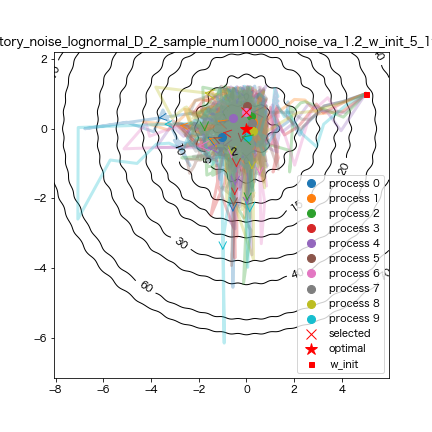 tory_noise_lognormal_D_2_sample_num10000_noise_va_1.2_w_init_5_1
2
0
−2
−4
−6
−8
−6
−4
−2
0
2
4
10
5
2
15
20
30
40
60
process 0
process 1
process 2
process 3
process 4
process 5
process 6
process 7
process 8
process 9
selected
optimal
w_init